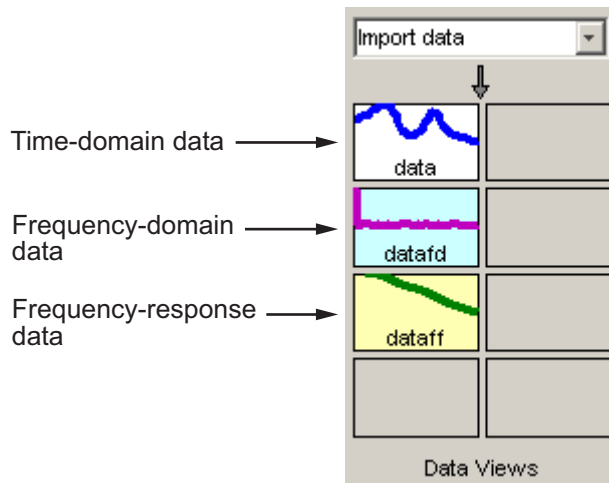 Import data
Time-domain data
data
Frequency-domain
data
datafd
Frequency-response
data
dataff
Data Views